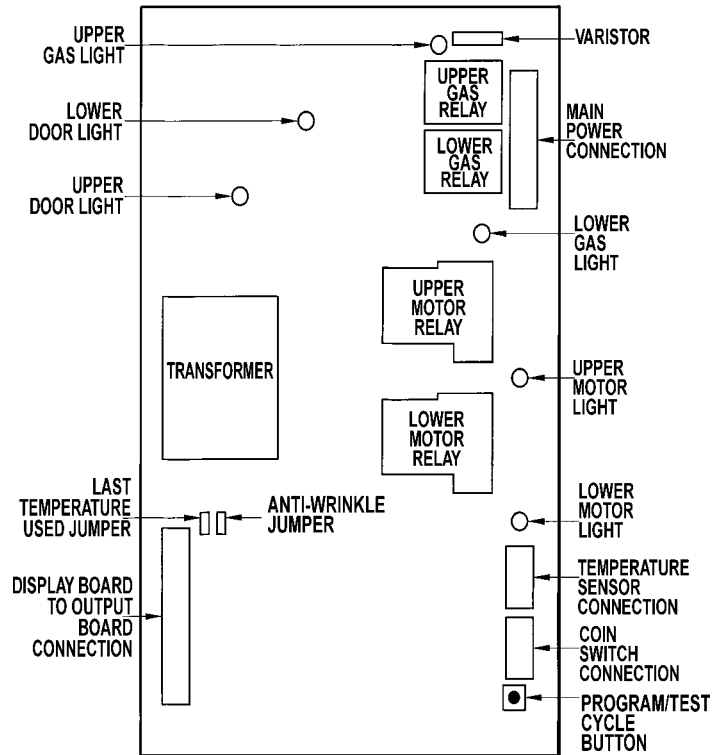 UPPER
GAS LIGHT
VARISTOR
UPPER
GAS
RELAY
LOWER
DOOR LIGHT
MAIN
POWER
CONNECTION
LOWER
GAS
RELAY
UPPER
DOOR LIGHT
LOWER
GAS
LIGHT
UPPER
MOTOR
RELAY
TRANSFORMER
UPPER
MOTOR
LIGHT
LOWER
MOTOR
RELAY
LAST
TEMPERATURE
USED JUMPER
ANTI-WRINKLE
JUMPER
LOWER
MOTOR
LIGHT
DISPLAY BOARD
TO OUTPUT
BOARD
CONNECTION
TEMPERATURE
SENSOR
CONNECTION
COIN
SWITCH
CONNECTION
PROGRAM/TEST
CYCLE
BUTTON